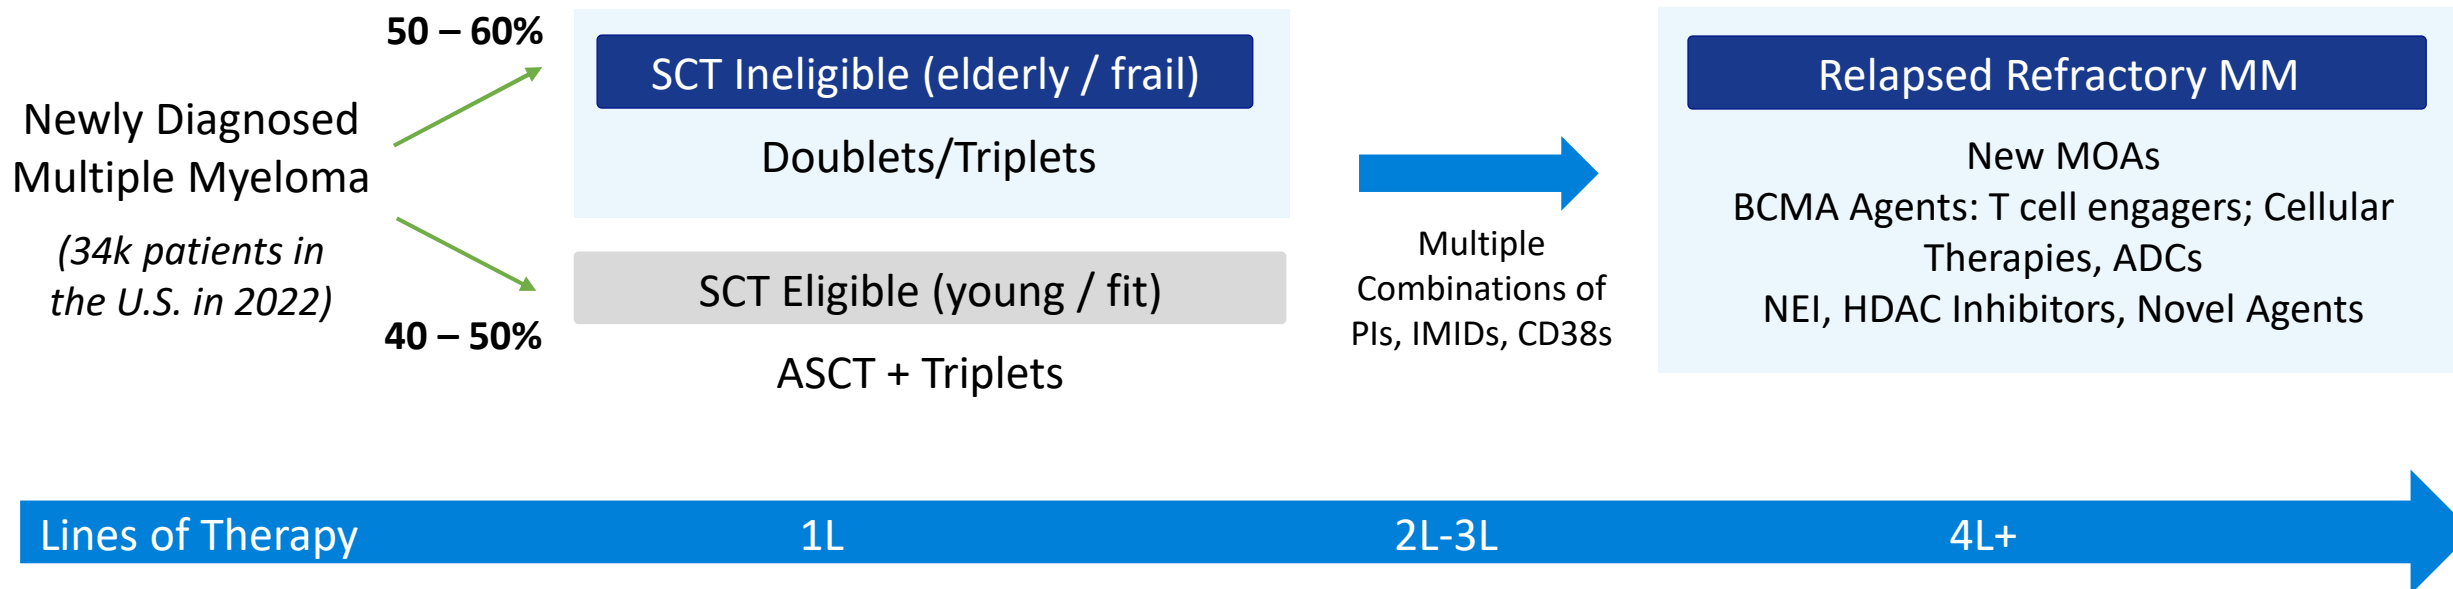 Newly Diagnosed
Multiple Myeloma
(34k patients in
the U.S. in 2022)
50 – 60%
40 – 50%
SCT Ineligible (elderly / frail)
Doublets/Triplets
SCT Eligible (young / fit)
ASCT + Triplets
Multiple
Combinations of
PIs, IMIDs, CD38s
Relapsed Refractory MM
New MOAs
BCMA Agents: T cell engagers; Cellular
Therapies, ADCs
NEI, HDAC Inhibitors, Novel Agents
Lines of Therapy 1L 2L-3L 4L+